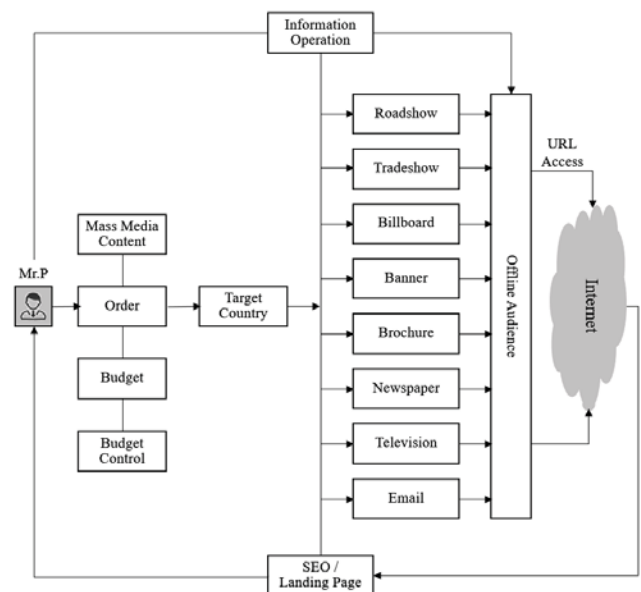 Information
Operation
Roadshow
URL
Access
Tradeshow
Mass Media
Content
Billboard
Mr.P
Order
Target
Country
Banner
Offline Audience
Internet
Brochure
Budget
Newspaper
Budget
Control
Television
Email
SEO /
Landing Page